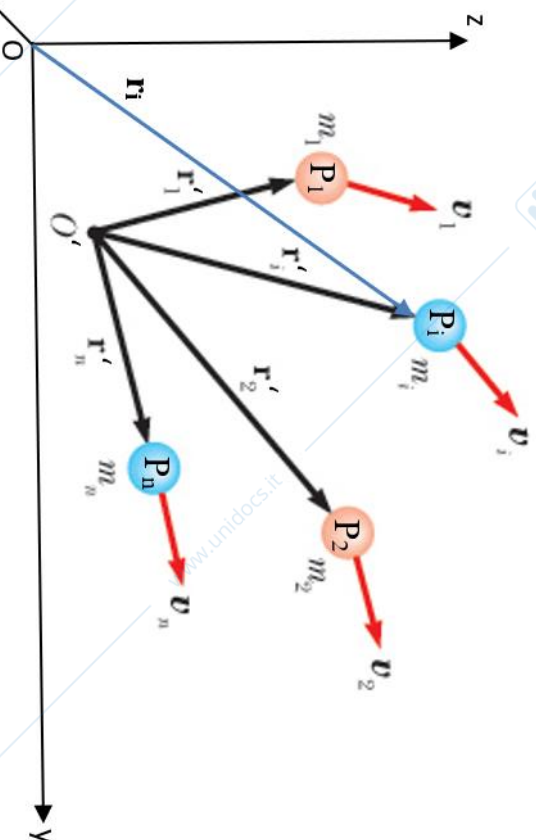 z
y
O
O′
r_i
r′_1
r′_i
r′_2
r′_n
P_1
m_1
v_1
P_i
m_i
v_i
P_2
m_2
v_2
P_n
m_n
v_n
www.unidocs.it